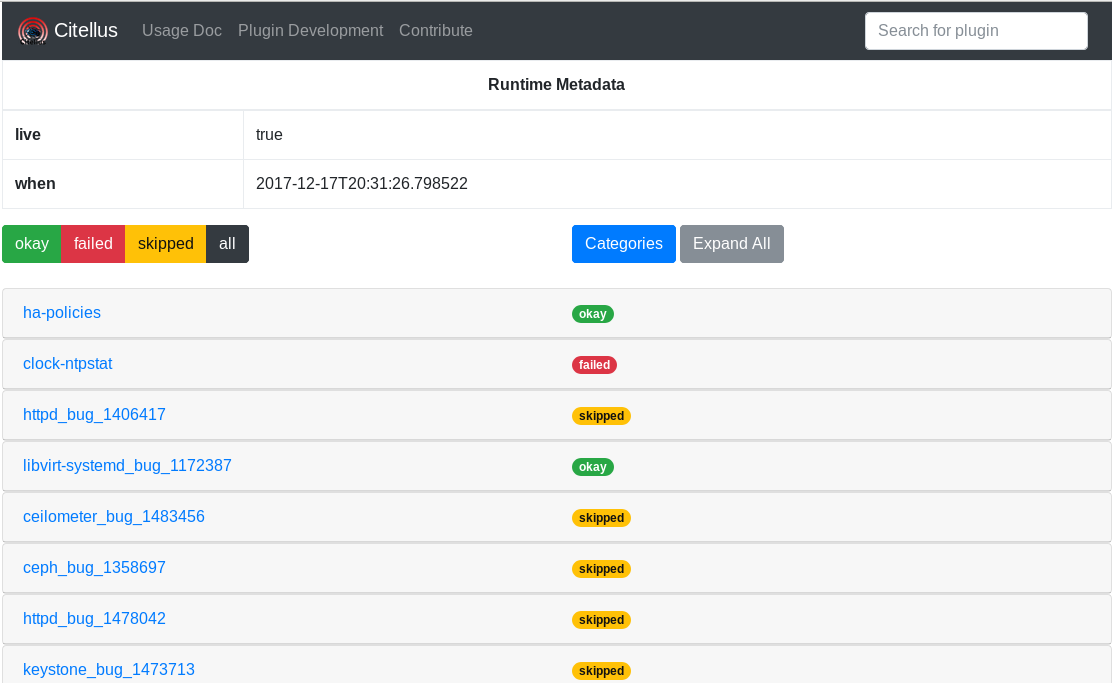 Citellus Usage Doc Plugin Development Contribute Search for plugin
Runtime Metadata
live true
when 2017-12-17T20:31:26.798522
okay failed skipped all Categories Expand All
ha-policies okay
clock-ntpstat failed
httpd_bug_1406417 skipped
libvirt-systemd_bug_1172387 okay
ceilometer_bug_1483456 skipped
ceph_bug_1358697 skipped
httpd_bug_1478042 skipped
keystone_bug_1473713 skipped